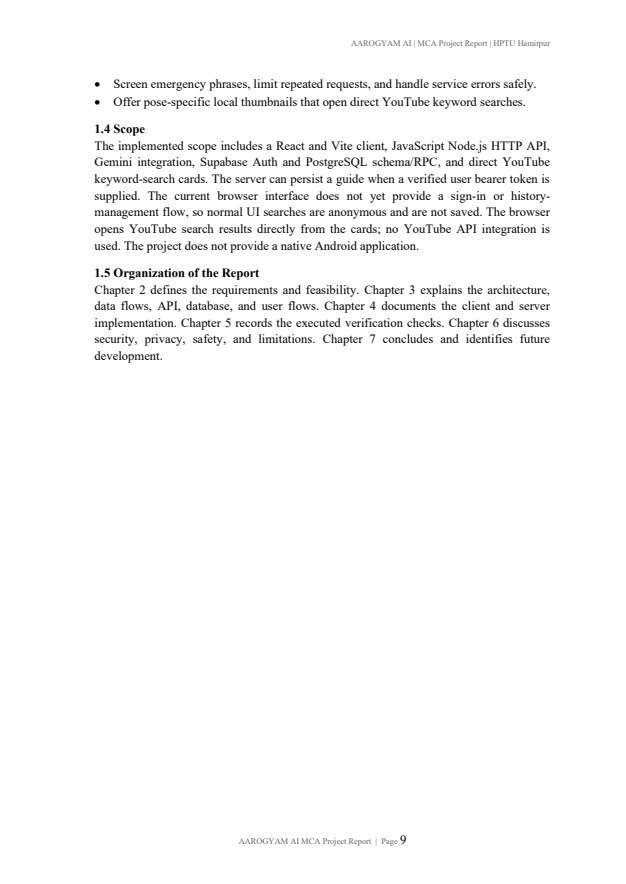 AAROGYAM AI | MCA Project Report | HPTU Hamirpur
• Screen emergency phrases, limit repeated requests, and handle service errors safely.
• Offer pose-specific local thumbnails that open direct YouTube keyword searches.
1.4 Scope
The implemented scope includes a React and Vite client, JavaScript Node.js HTTP API,
Gemini integration, Supabase Auth and PostgreSQL schema/RPC, and direct YouTube
keyword-search cards. The server can persist a guide when a verified user bearer token is
supplied. The current browser interface does not yet provide a sign-in or history-
management flow, so normal UI searches are anonymous and are not saved. The browser
opens YouTube search results directly from the cards; no YouTube API integration is
used. The project does not provide a native Android application.
1.5 Organization of the Report
Chapter 2 defines the requirements and feasibility. Chapter 3 explains the architecture,
data flows, API, database, and user flows. Chapter 4 documents the client and server
implementation. Chapter 5 records the executed verification checks. Chapter 6 discusses
security, privacy, safety, and limitations. Chapter 7 concludes and identifies future
development.
AAROGYAM AI MCA Project Report | Page 9